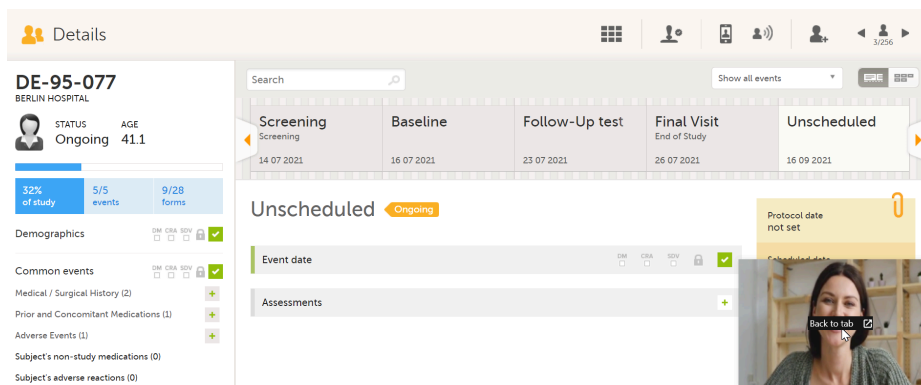 Details
3/256
DE-95-077
BERLIN HOSPITAL
STATUS AGE
Ongoing 41.1
32% 5/5 9/28
of study events forms
Demographics DM CRA SDV
Common events DM CRA SDV
Medical / Surgical History (2)
Prior and Concomitant Medications (1)
Adverse Events (1)
Subject's non-study medications (0)
Subject's adverse reactions (0)
Search
Show all events
Screening
Screening
14 07 2021
Baseline
16 07 2021
Follow-Up test
23 07 2021
Final Visit
End of Study
26 07 2021
Unscheduled
16 09 2021
Unscheduled Ongoing
Event date DM CRA SDV
Assessments
Protocol date
not set
Scheduled date
Back to tab